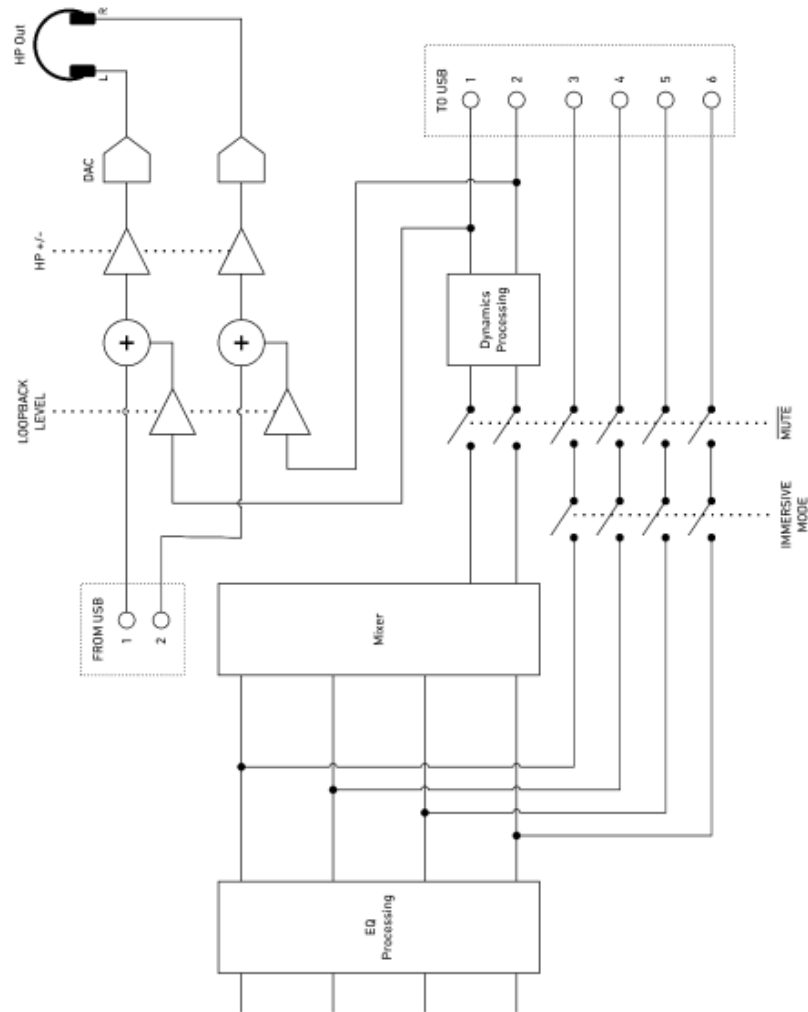 HP Out
L
R
DAC
HP +/-
LOOPBACK
LEVEL
FROM USB
1
2
TO USB
1
2
3
4
5
6
Dynamics
Processing
MUTE
IMMERSIVE
MODE
Mixer
EQ
Processing